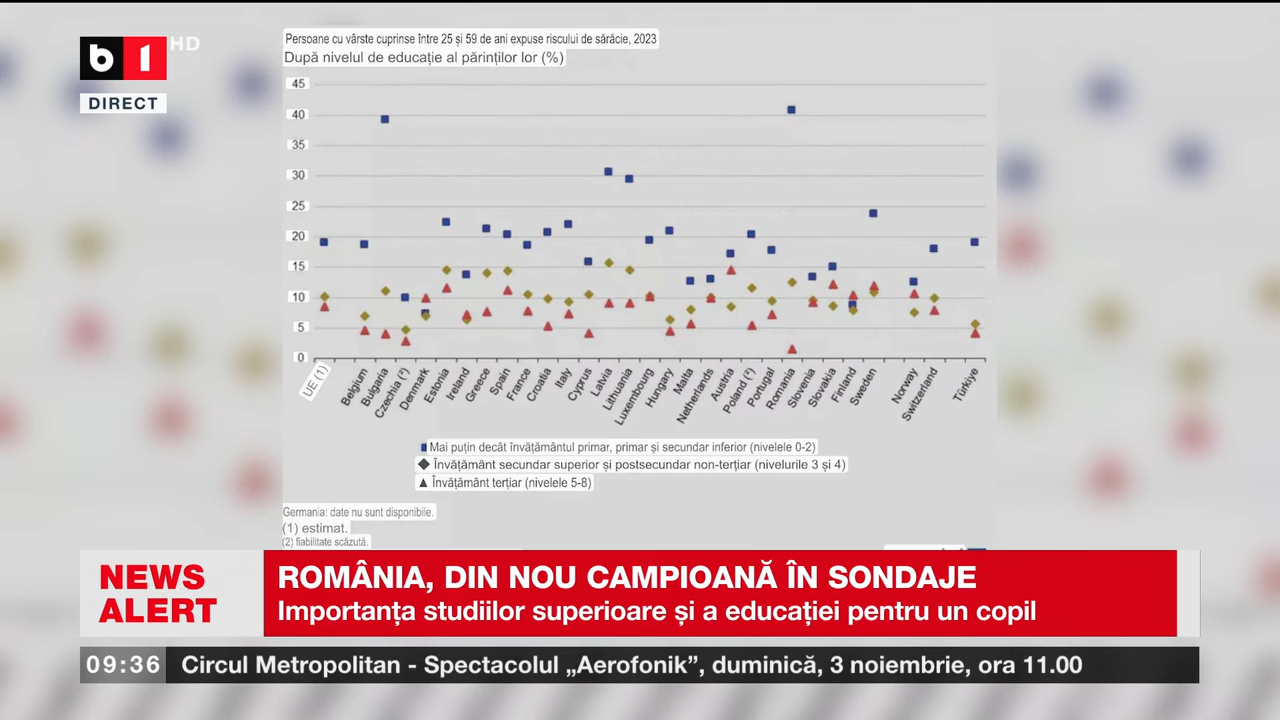 b1 HD
DIRECT
Persoane cu vârste cuprinse între 25 și 59 de ani expuse riscului de sărăcie, 2023
După nivelul de educație al părinților lor (%)
45
40
35
30
25
20
15
10
5
0
UE (1)
Belgium
Bulgaria
Czechia (²)
Denmark
Estonia
Ireland
Greece
Spain
France
Croatia
Italy
Cyprus
Latvia
Lithuania
Luxembourg
Hungary
Malta
Netherlands
Austria
Poland (²)
Portugal
Romania
Slovenia
Slovakia
Finland
Sweden
Norway
Switzerland
Türkiye
Mai puțin decât învățământul primar, primar și secundar inferior (nivelele 0-2)
Învățământ secundar superior și postsecundar non-terțiar (nivelurile 3 și 4)
Învățământ terțiar (nivelele 5-8)
Germania: date nu sunt disponibile.
(1) estimat.
(2) fiabilitate scăzută.
NEWS ALERT
ROMÂNIA, DIN NOU CAMPIOANĂ ÎN SONDAJE
Importanța studiilor superioare și a educației pentru un copil
09:36 Circul Metropolitan - Spectacolul „Aerofonik”, duminică, 3 noiembrie, ora 11.00